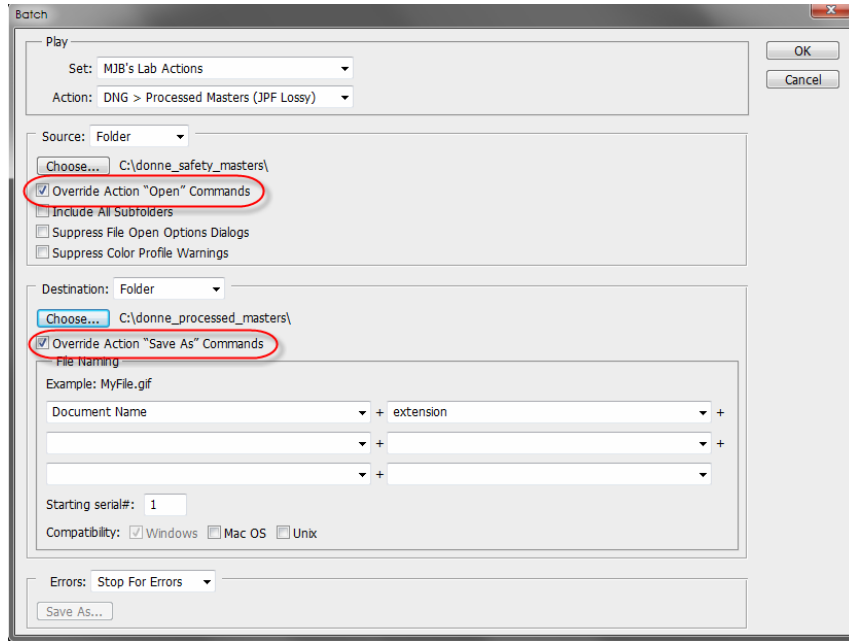 Batch
Play
Set: MJB's Lab Actions
Action: DNG > Processed Masters (JPF Lossy)
OK
Cancel
Source: Folder
Choose... C:\donne_safety_masters\
Override Action "Open" Commands
Include All Subfolders
Suppress File Open Options Dialogs
Suppress Color Profile Warnings
Destination: Folder
Choose... C:\donne_processed_masters\
Override Action "Save As" Commands
File Naming
Example: MyFile.gif
Document Name + extension +
+ +
+
Starting serial#: 1
Compatibility: Windows Mac OS Unix
Errors: Stop For Errors
Save As...